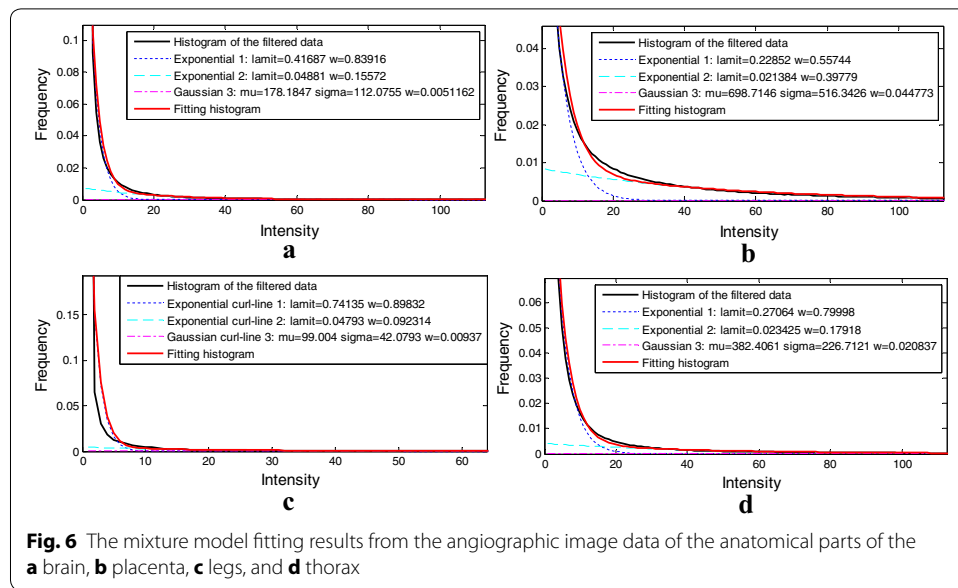 0.1
0.08
0.06
0.04
0.02
0
Frequency
Histogram of the filtered data
Exponential 1: lamit=0.41687 w=0.83916
Exponential 2: lamit=0.04881 w=0.15572
Gaussian 3: mu=178.1847 sigma=112.0755 w=0.0051162
Fitting histogram
0 20 40 60 80 100
Intensity
a
0.04
0.03
0.02
0.01
0
Frequency
Histogram of the filtered data
Exponential 1: lamit=0.22852 w=0.55744
Exponential 2: lamit=0.021384 w=0.39779
Gaussian 3: mu=698.7146 sigma=516.3426 w=0.044773
Fitting histogram
0 20 40 60 80 100
Intensity
b
0.15
0.1
0.05
0
Frequency
Histogram of the filtered data
Exponential curl-line 1: lamit=0.74135 w=0.89832
Exponential curl-line 2: lamit=0.04793 w=0.092314
Gaussian curl-line 3: mu=99.004 sigma=42.0793 w=0.00937
Fitting histogram
0 10 20 30 40 50 60
Intensity
c
0.06
0.05
0.04
0.03
0.02
0.01
0
Frequency
Histogram of the filtered data
Exponential 1: lamit=0.27064 w=0.79998
Exponential 2: lamit=0.023425 w=0.17918
Gaussian 3: mu=382.4061 sigma=226.7121 w=0.020837
Fitting histogram
0 20 40 60 80 100
Intensity
d
Fig. 6 The mixture model fitting results from the angiographic image data of the anatomical parts of the
a brain, b placenta, c legs, and d thorax